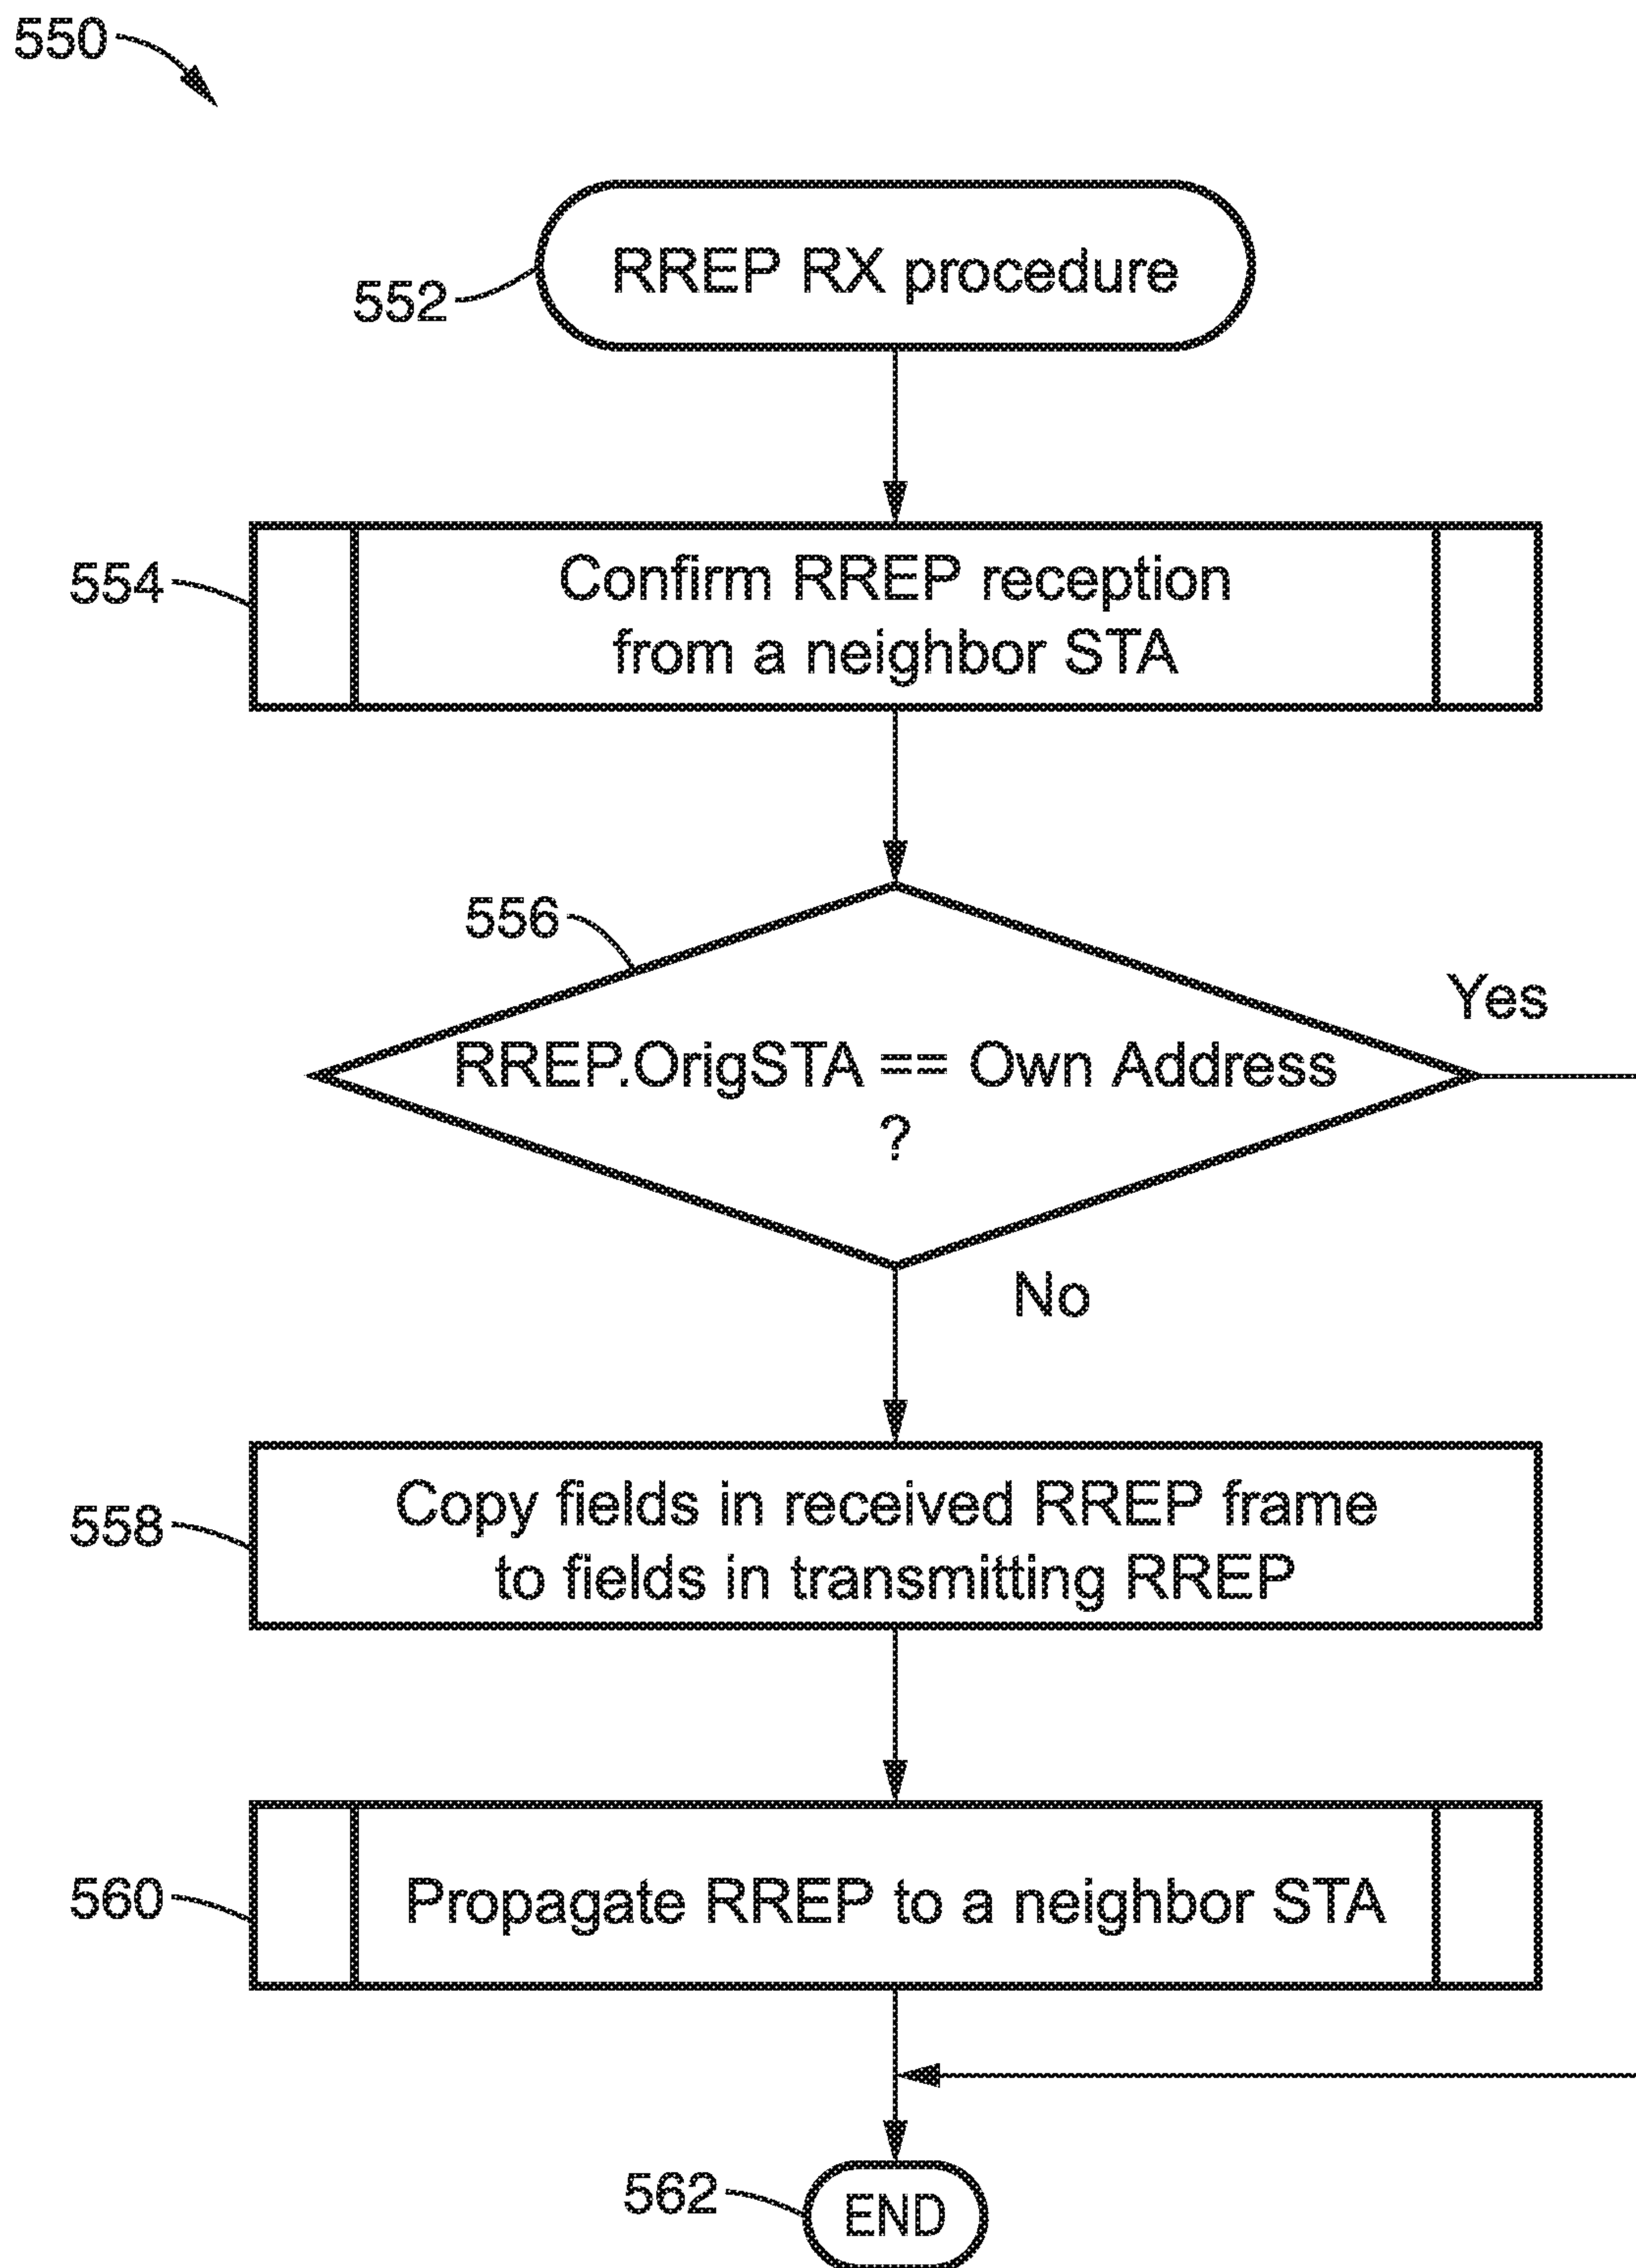 550
552
RREP RX procedure
554
Confirm RREP reception
from a neighbor STA
556
Yes
RREP.OrigSTA == Own Address
?
No
558
Copy fields in received RREP frame
to fields in transmitting RREP
560
Propagate RREP to a neighbor STA
562
END